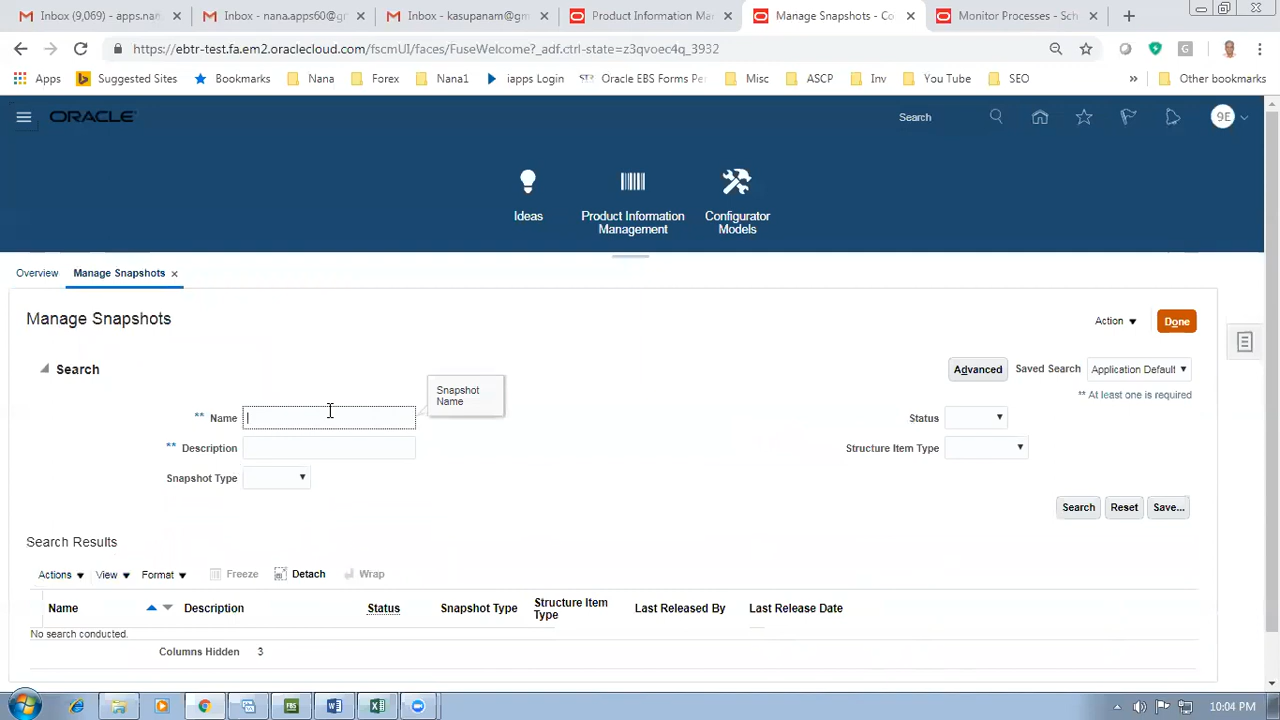 Inbox (9,069) - apps.na
Inbox - nana.apps90@gr
Inbox - kasupanam@gm
Product Information Ma
Manage Snapshots - Co
Monitor Processes - Sch
https://ebtr-test.fa.em2.oraclecloud.com/fscmUI/faces/FuseWelcome?_adf.ctrl-state=z3qvoec4q_3932
Apps
Suggested Sites
Bookmarks
Nana
Forex
Nana1
iapps Login
Oracle EBS Forms Pe
Misc
ASCP
Inv
You Tube
SEO
»
Other bookmarks
ORACLE
Search
9E
Ideas
Product Information
Management
Configurator
Models
Overview
Manage Snapshots
Manage Snapshots
Action
Done
Search
Advanced
Saved Search
Application Default
** At least one is required
Snapshot
Name
** Name
Status
** Description
Structure Item Type
Snapshot Type
Search
Reset
Save...
Search Results
Actions
View
Format
Freeze
Detach
Wrap
Name
Description
Status
Snapshot Type
Structure Item
Type
Last Released By
Last Release Date
No search conducted.
Columns Hidden 3
10:04 PM